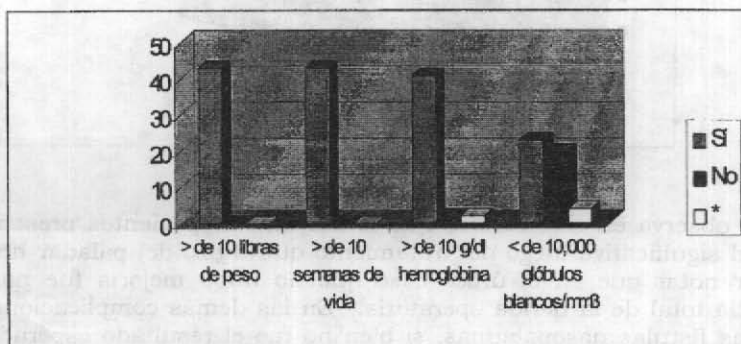 50
40
30
20
10
0
> de 10 libras de peso
> de 10 semanas de vida
> de 10 g/dl hemoglobina
< de 10,000 glóbulos blancos/mm3
Sí
No
*